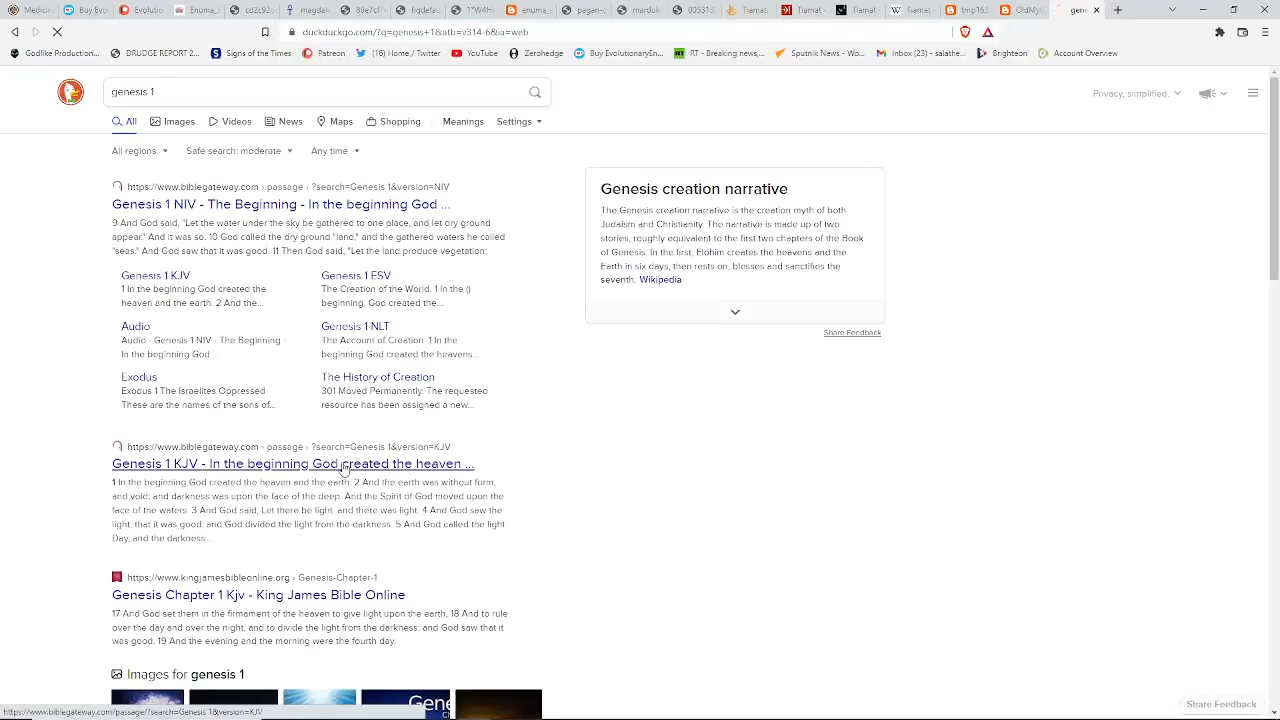 Evolution
Enuma_E
cd2c92
magdale
86e7cf7
hqdefau
enuma_e
pagan-c
marduk
005313
Tiamat
Tiamat
Tiamat
Tiamat
tmp163
gene
duckduckgo.com/?q=genesis+1&atb=v314-6&ia=web
Godlike Production... DRUDGE REPORT 2... Signs of the Times Patreon (16) Home / Twitter YouTube Zerohedge Buy EvolutionaryEn... RT - Breaking news,... Sputnik News - Wo... Inbox (23) - salathe... Brighteon Account Overview
genesis 1
Privacy, simplified.
All Images Videos News Maps Shopping Meanings Settings
All regions Safe search: moderate Any time
https://www.biblegateway.com › passage › ?search=Genesis 1&version=NIV
Genesis 1 NIV - The Beginning - In the beginning God ...
9 And God said, "Let the water under the sky be gathered to one place, and let dry ground
appear." And it was so. 10 God called the dry ground "land," and the gathered waters he called
"seas." And God saw that it was good. 11 Then God said, "Let the land produce vegetation:
Genesis 1 KJV
1 In the beginning God created the
heaven and the earth. 2 And the...
Genesis 1 ESV
The Creation of the World. 1 In the ()
beginning, God created the...
Audio
Audio - Genesis 1 NIV - The Beginning -
In the beginning God ...
Genesis 1 NLT
The Account of Creation. 1 In the
beginning God created the heavens...
Exodus
Exodus 1 The Israelites Oppressed
These are the names of the sons of...
The History of Creation
301 Moved Permanently. The requested
resource has been assigned a new...
https://www.biblegateway.com › passage › ?search=Genesis 1&version=KJV
Genesis 1 KJV - In the beginning God created the heaven ...
1 In the beginning God created the heaven and the earth. 2 And the earth was without form,
and void; and darkness was upon the face of the deep. And the Spirit of God moved upon the
face of the waters. 3 And God said, Let there be light: and there was light. 4 And God saw the
light, that it was good: and God divided the light from the darkness. 5 And God called the light
Day, and the darkness...
https://www.kingjamesbibleonline.org › Genesis-Chapter-1
Genesis Chapter 1 Kjv - King James Bible Online
17 And God set them in the firmament of the heaven to give light upon the earth, 18 And to rule
over the day and over the night, and to divide the light from the darkness: and God saw that it
was good. 19 And the evening and the morning were the fourth day.
Images for genesis 1
Gene
Genesis creation narrative
The Genesis creation narrative is the creation myth of both
Judaism and Christianity. The narrative is made up of two
stories, roughly equivalent to the first two chapters of the Book
of Genesis. In the first, Elohim creates the heavens and the
Earth in six days, then rests on, blesses and sanctifies the
seventh. Wikipedia
Share Feedback
Share Feedback
https://www.biblegateway.com/passage/?search=Genesis 1&version=KJV